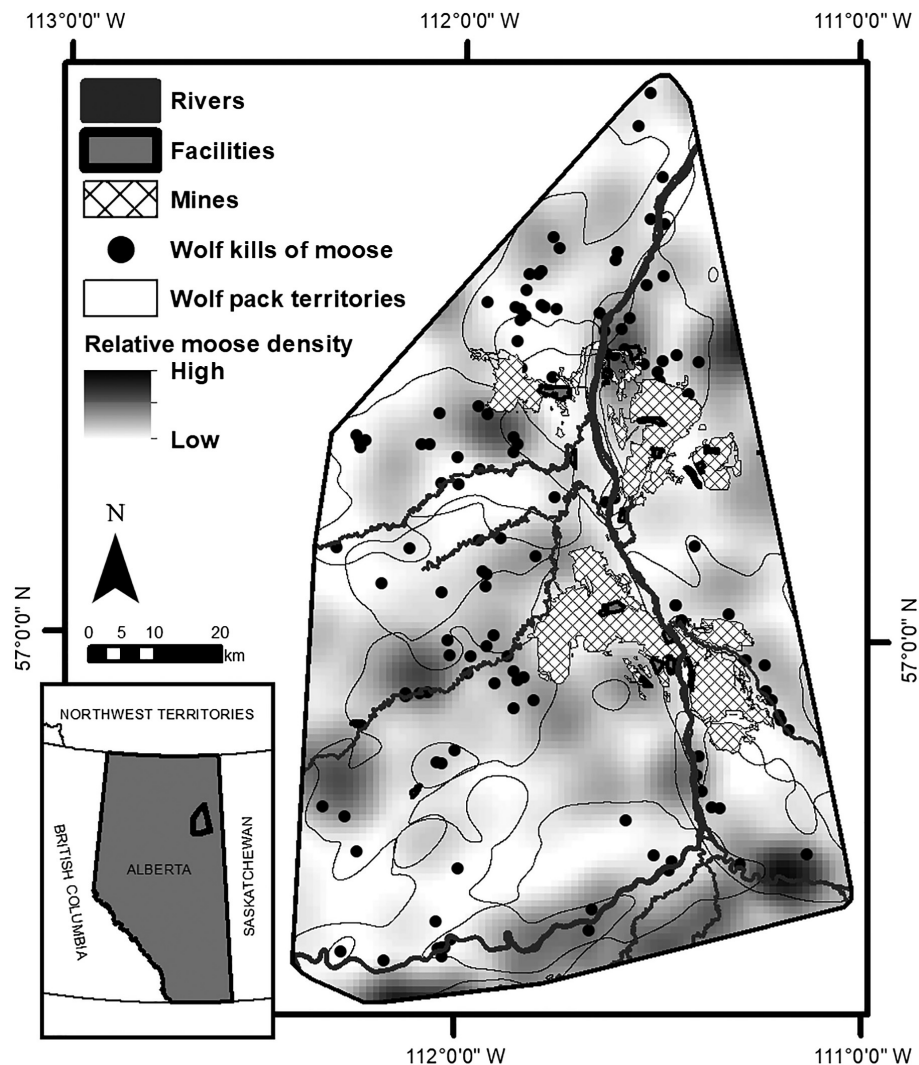 113°0'0" W
112°0'0" W
111°0'0" W
Rivers
Facilities
Mines
Wolf kills of moose
Wolf pack territories
Relative moose density
High
Low
N
0 5 10 20
km
57°0'0" N
57°0'0" N
NORTHWEST TERRITORIES
BRITISH COLUMBIA
ALBERTA
SASKATCHEWAN
112°0'0" W
111°0'0" W